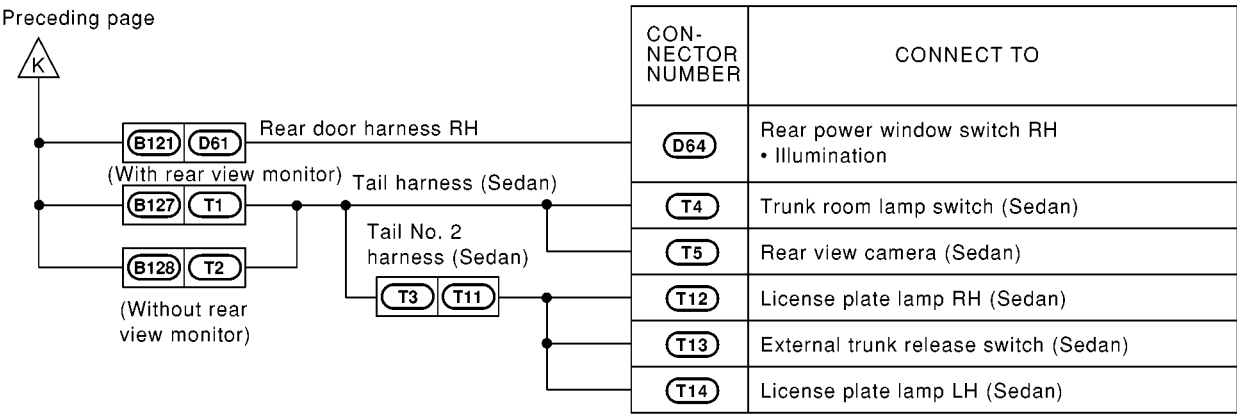 Preceding page
K
B121 D61
Rear door harness RH
(With rear view monitor)
B127 T1
Tail harness (Sedan)
B128 T2
(Without rear
view monitor)
Tail No. 2
harness (Sedan)
T3 T11
CON-
NECTOR
NUMBER
CONNECT TO
D64
Rear power window switch RH
• Illumination
T4
Trunk room lamp switch (Sedan)
T5
Rear view camera (Sedan)
T12
License plate lamp RH (Sedan)
T13
External trunk release switch (Sedan)
T14
License plate lamp LH (Sedan)